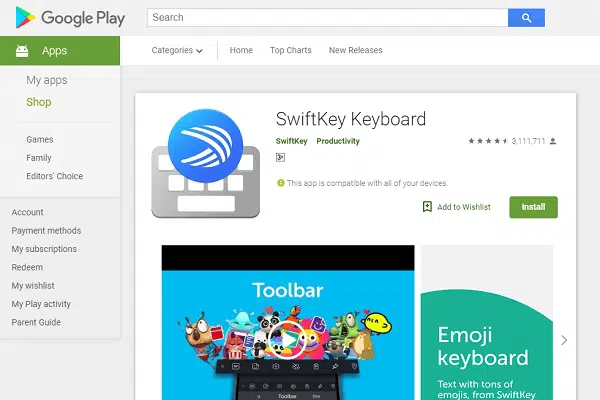 Google Play
Search
Apps
Categories
Home
Top Charts
New Releases
My apps
Shop
Games
Family
Editors' Choice
Account
Payment methods
My subscriptions
Redeem
My wishlist
My Play activity
Parent Guide
SwiftKey Keyboard
SwiftKey Productivity
3,111,711
This app is compatible with all of your devices.
Add to Wishlist
Install
Toolbar
a Toolbar the
Emoji
keyboard
Text with tons of
emojis, from SwiftKey